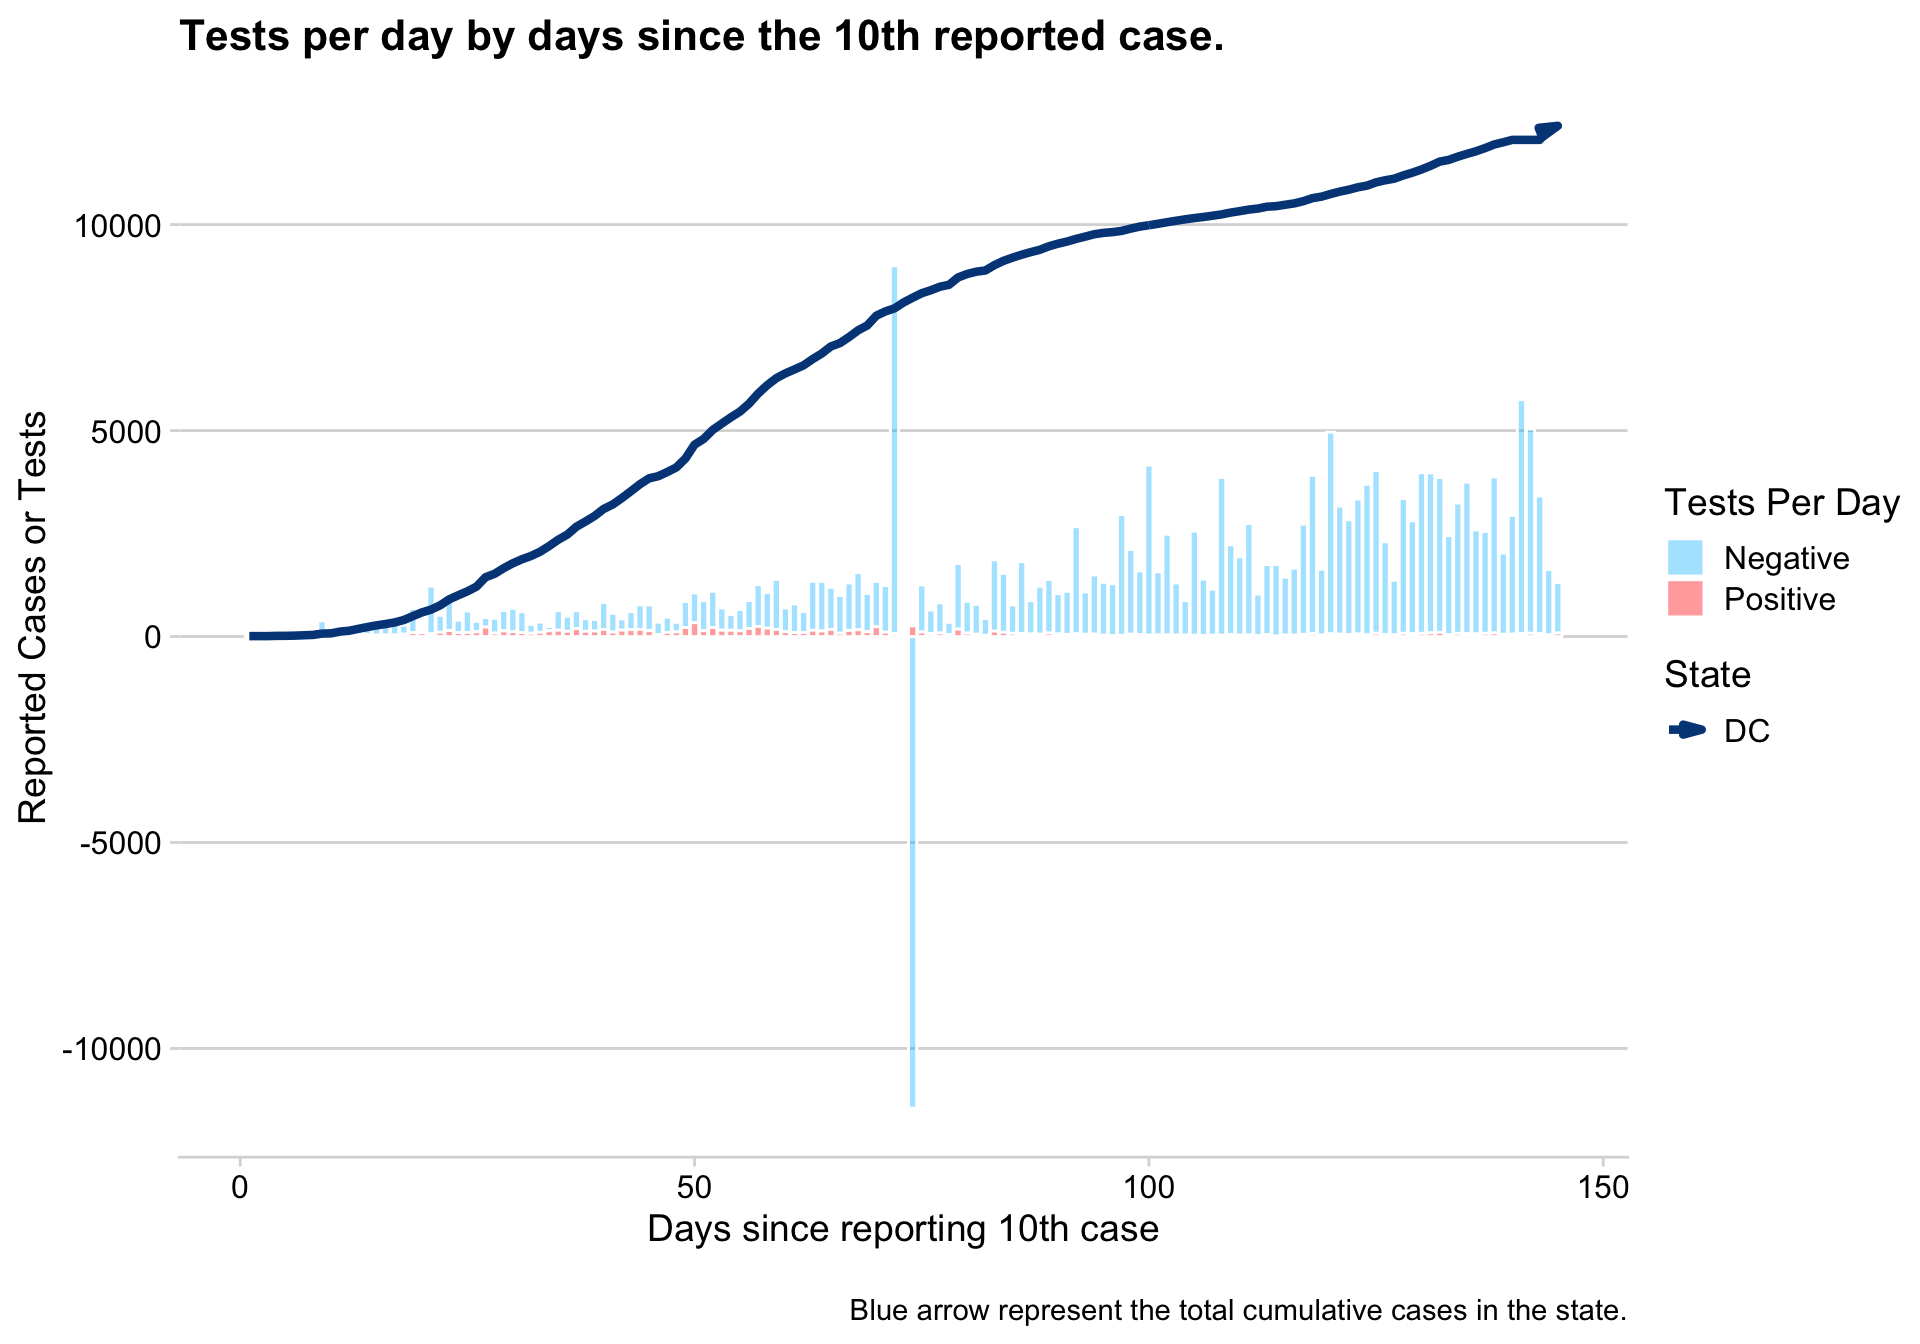 Tests per day by days since the 10th reported case.
Reported Cases or Tests
10000
5000
0
-5000
-10000
0
50
100
150
Days since reporting 10th case
Tests Per Day
Negative
Positive
State
DC
Blue arrow represent the total cumulative cases in the state.